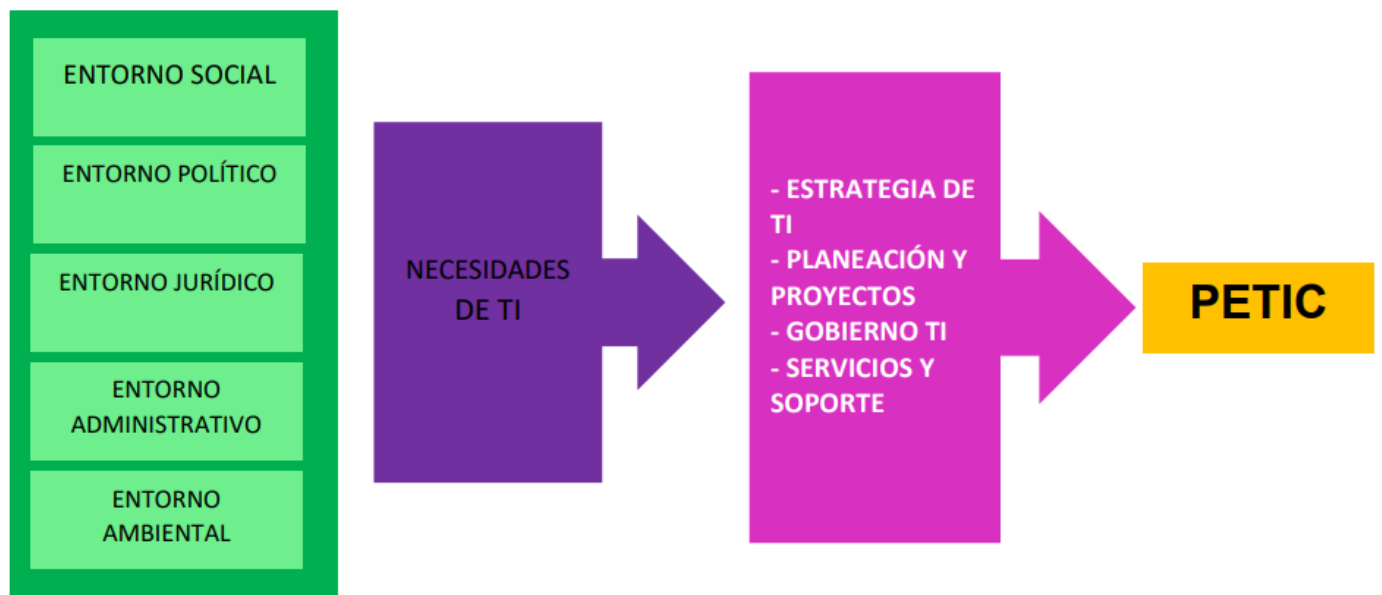 ENTORNO SOCIAL
ENTORNO POLÍTICO
ENTORNO JURÍDICO
ENTORNO
ADMINISTRATIVO
ENTORNO
AMBIENTAL
NECESIDADES
DE TI
- ESTRATEGIA DE
TI
- PLANEACIÓN Y
PROYECTOS
- GOBIERNO TI
- SERVICIOS Y
SOPORTE
PETIC